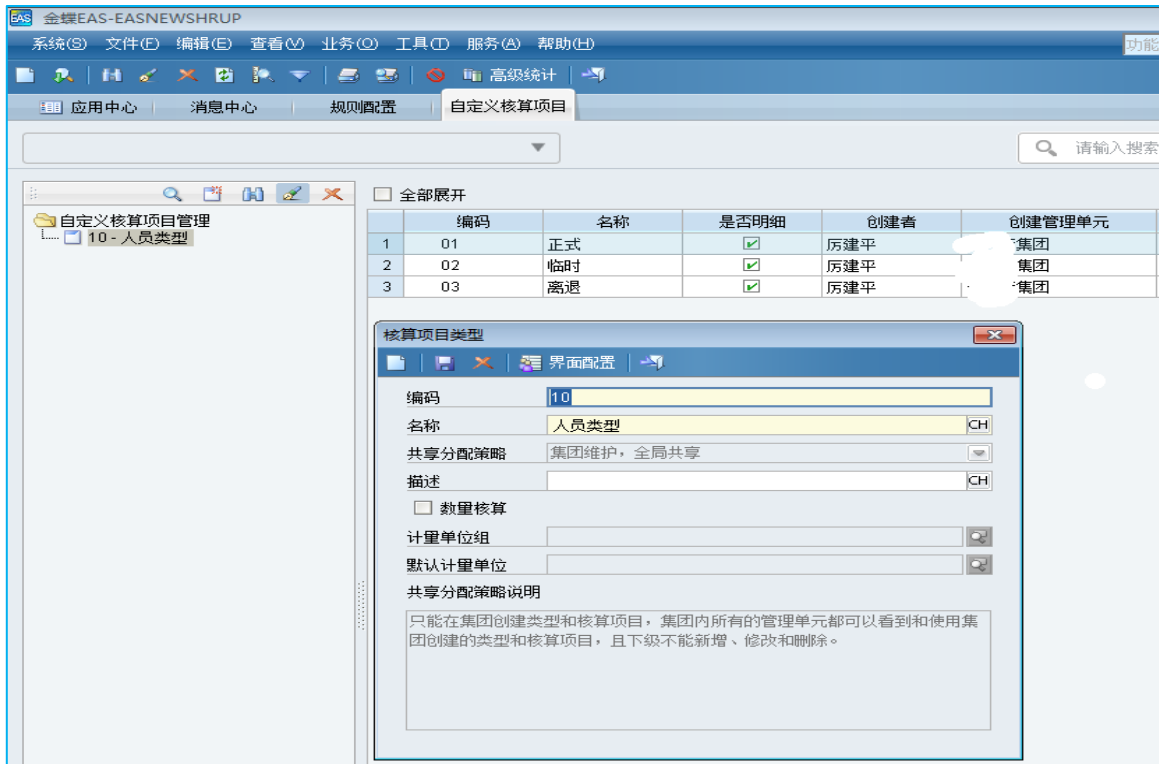 金蝶EAS-EASNEWSHRUP
系统(S) 文件(F) 编辑(E) 查看(V) 业务(O) 工具(T) 服务(A) 帮助(H) 功能
高级统计
应用中心 消息中心 规则配置 自定义核算项目
请输入搜索
全部展开
自定义核算项目管理
10 - 人员类型
编码 名称 是否明细 创建者 创建管理单元
1 01 正式 厉建平 集团
2 02 临时 厉建平 集团
3 03 离退 厉建平 集团
核算项目类型
界面配置
编码 10
名称 人员类型 CH
共享分配策略 集团维护，全局共享
描述 CH
数量核算
计量单位组
默认计量单位
共享分配策略说明
只能在集团创建类型和核算项目，集团内所有的管理单元都可以看到和使用集
团创建的类型和核算项目，且下级不能新增、修改和删除。